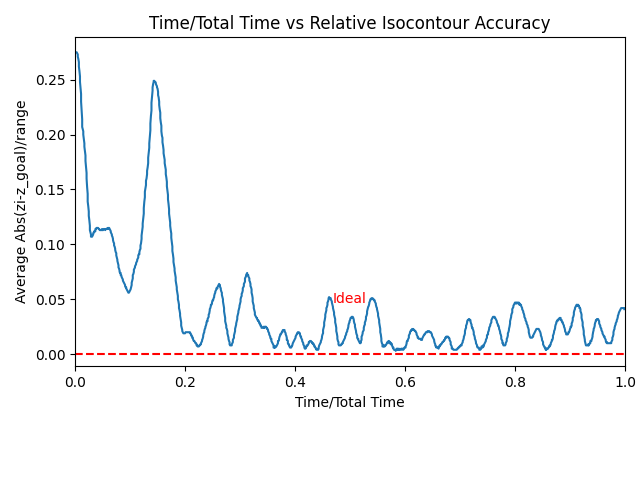 Time/Total Time vs Relative Isocontour Accuracy
Average Abs(zi-z_goal)/range
0.25
0.20
0.15
0.10
0.05
0.00
Ideal
0.0 0.2 0.4 0.6 0.8 1.0
Time/Total Time